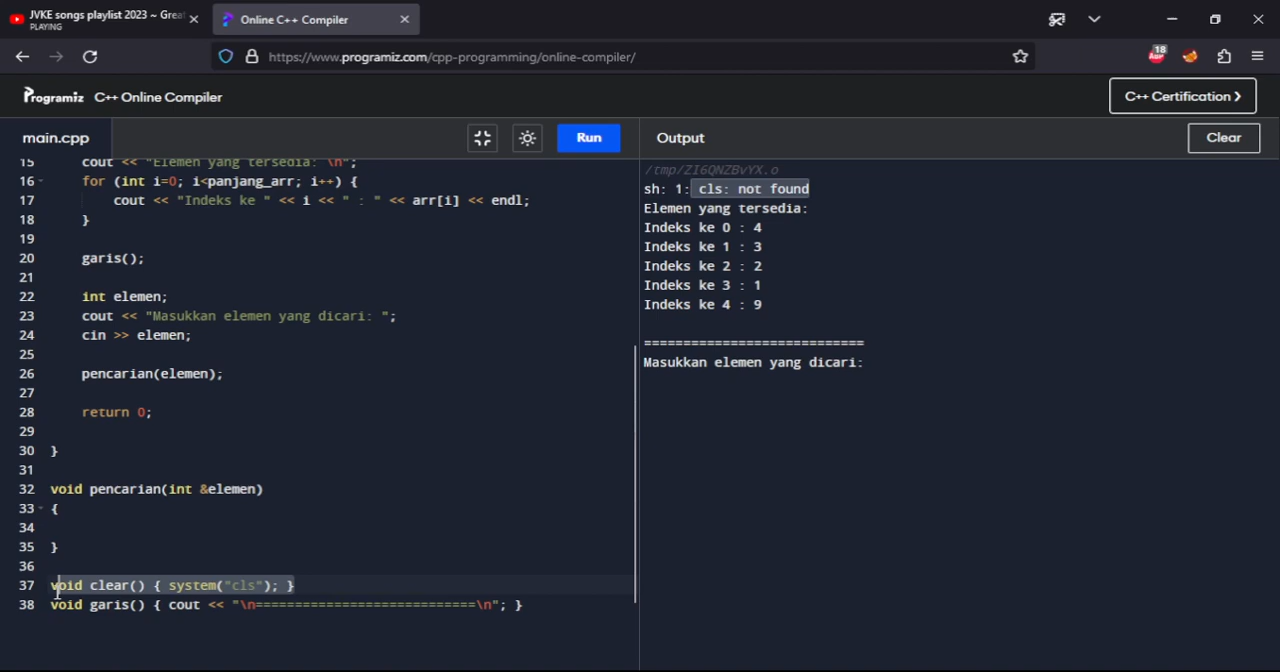 JVKE songs playlist 2023 ~ Great
PLAYING
Online C++ Compiler
https://www.programiz.com/cpp-programming/online-compiler/
18
Programiz C++ Online Compiler
C++ Certification ❯
main.cpp
Run
Output
Clear
15 cout << "Elemen yang tersedia: \n";
16 for (int i=0; i<panjang_arr; i++) {
17 cout << "Indeks ke " << i << " : " << arr[i] << endl;
18 }
19
20 garis();
21
22 int elemen;
23 cout << "Masukkan elemen yang dicari: ";
24 cin >> elemen;
25
26 pencarian(elemen);
27
28 return 0;
29
30 }
31
32 void pencarian(int &elemen)
33 {
34
35 }
36
37 void clear() { system("cls"); }
38 void garis() { cout << "\n============================\n"; }
/tmp/ZI6QNZBvYX.o
sh: 1: cls: not found
Elemen yang tersedia:
Indeks ke 0 : 4
Indeks ke 1 : 3
Indeks ke 2 : 2
Indeks ke 3 : 1
Indeks ke 4 : 9
============================
Masukkan elemen yang dicari: